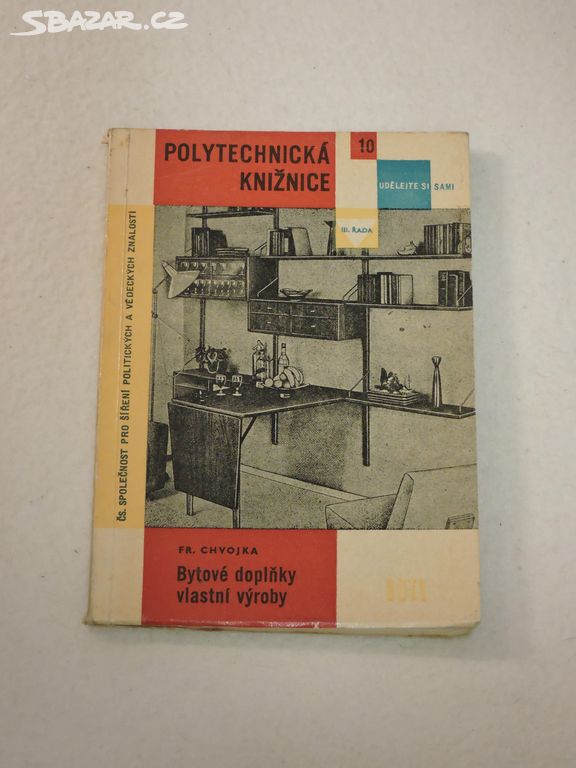 SBAZAR.CZ
POLYTECHNICKÁ
KNIŽNICE
10
UDĚLEJTE SI SAMI
III. ŘADA
ČS. SPOLEČNOST PRO ŠÍŘENÍ POLITICKÝCH A VĚDECKÝCH ZNALOSTÍ
FR. CHVOJKA
Bytové doplňky
vlastní výroby